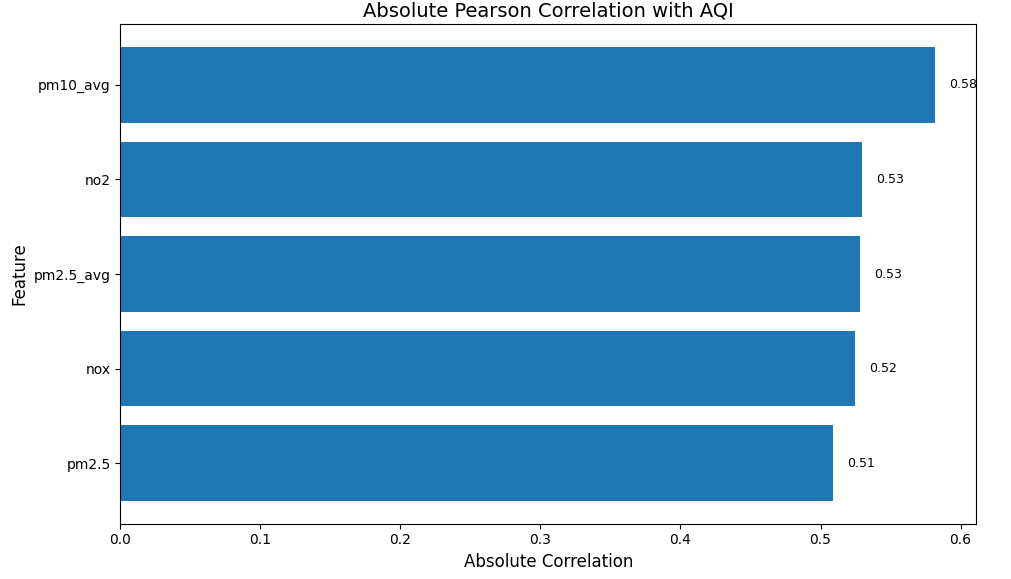 Absolute Pearson Correlation with AQI
Feature
pm10_avg
0.58
no2
0.53
pm2.5_avg
0.53
nox
0.52
pm2.5
0.51
0.0 0.1 0.2 0.3 0.4 0.5 0.6
Absolute Correlation